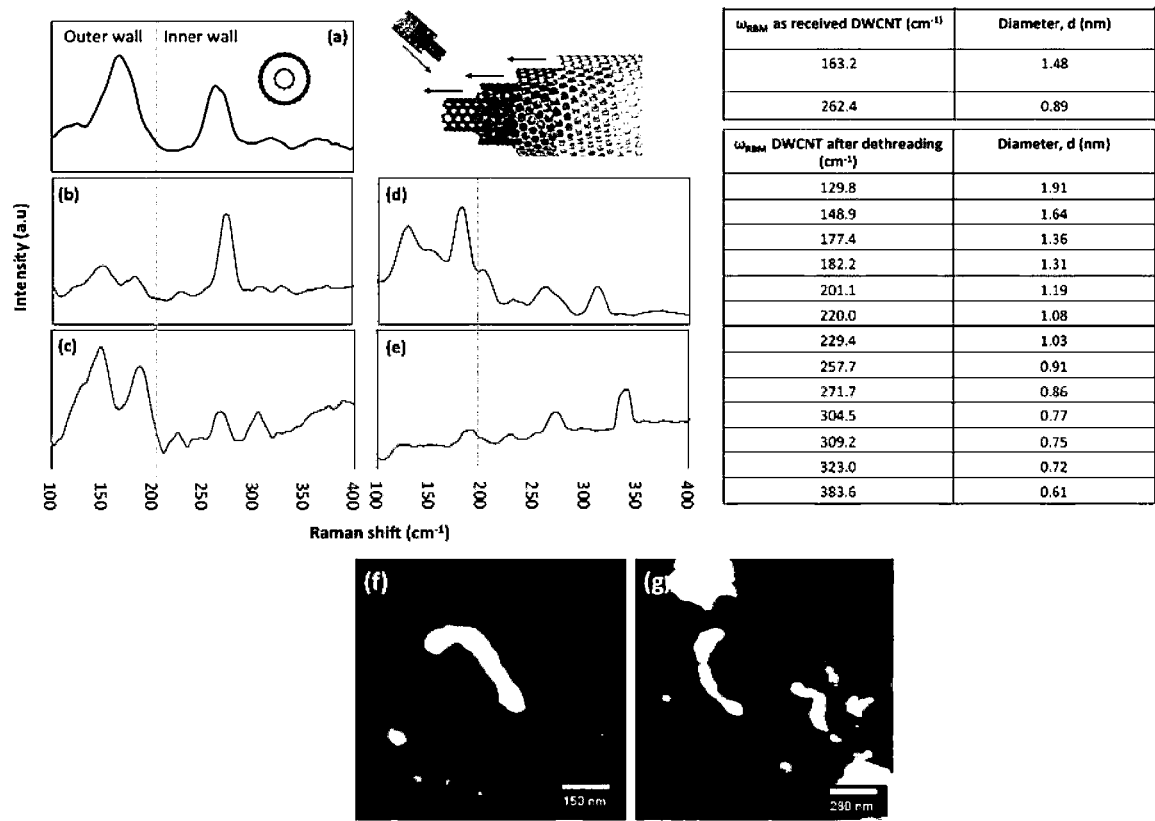 Outer wall Inner wall (a)
(b)
(d)
(c)
(e)
Intensity (a.u)
100 150 200 250 300 350 400
100 150 200 250 300 350 400
Raman shift (cm-1)
ωRBM as received DWCNT (cm-1) Diameter, d (nm)
163.2 1.48
262.4 0.89
ωRBM DWCNT after dethreading Diameter, d (nm)
(cm-1)
129.8 1.91
148.9 1.64
177.4 1.36
182.2 1.31
201.1 1.19
220.0 1.08
229.4 1.03
257.7 0.91
271.7 0.86
304.5 0.77
309.2 0.75
323.0 0.72
383.6 0.61
(f)
150 nm
(g)
280 nm